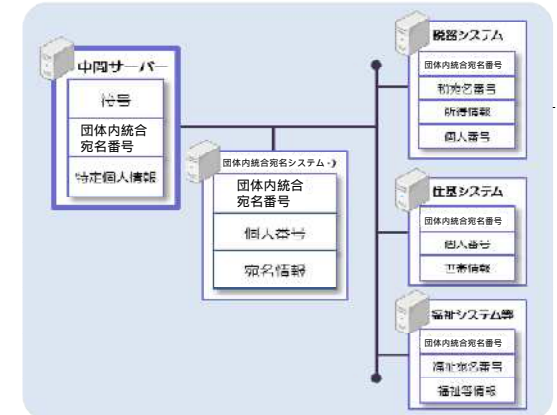 中間サーバー
符号
団体内統合
宛名番号
特定個人情報
団体内統合宛名システム
団体内統合
宛名番号
個人番号
宛名情報
税務システム
団体内統合宛名番号
税宛名番号
所得情報
個人番号
住基システム
団体内統合宛名番号
個人番号
世帯情報
福祉システム等
団体内統合宛名番号
福祉宛名番号
福祉等情報